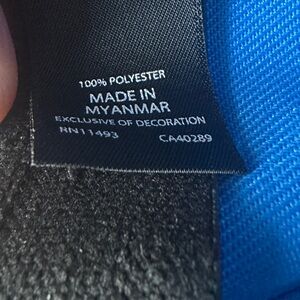 100% POLYESTER
MADE IN
MYANMAR
EXCLUSIVE OF DECORATION
RN11493 CA40289